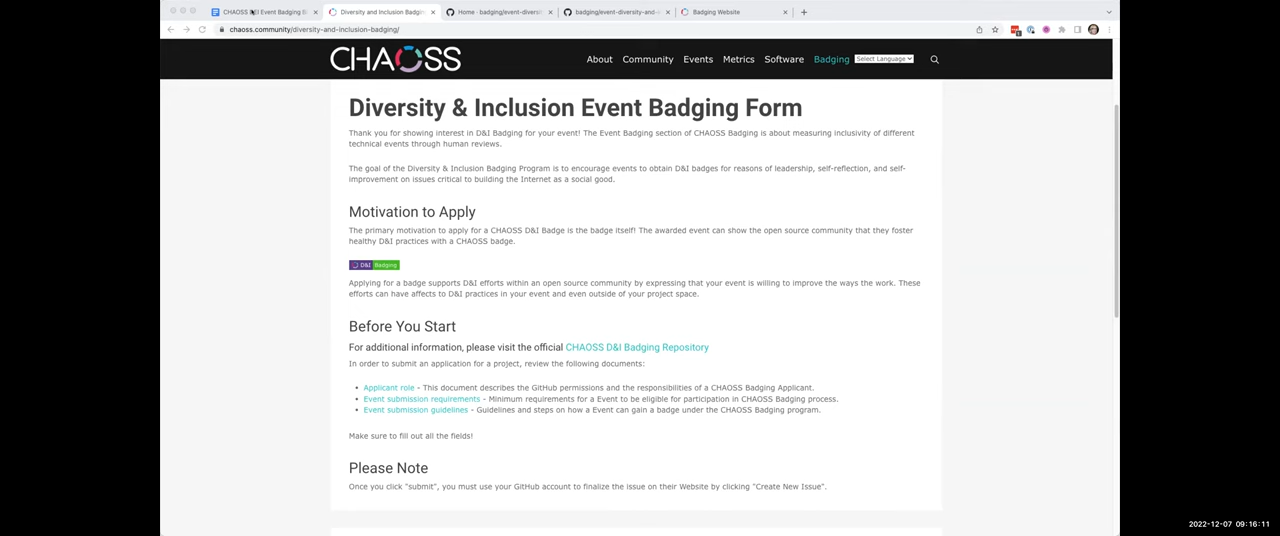 CHAOSS D&I Event Badging B
Diversity and Inclusion Badgin
Home · badging/event-diversit
badging/event-diversity-and-
Badging Website
chaoss.community/diversity-and-inclusion-badging/
CHAOSS
About
Community
Events
Metrics
Software
Badging
Select Language
Diversity & Inclusion Event Badging Form
Thank you for showing interest in D&I Badging for your event! The Event Badging section of CHAOSS Badging is about measuring inclusivity of different
technical events through human reviews.
The goal of the Diversity & Inclusion Badging Program is to encourage events to obtain D&I badges for reasons of leadership, self-reflection, and self-
improvement on issues critical to building the Internet as a social good.
Motivation to Apply
The primary motivation to apply for a CHAOSS D&I Badge is the badge itself! The awarded event can show the open source community that they foster
healthy D&I practices with a CHAOSS badge.
D&I Badging
Applying for a badge supports D&I efforts within an open source community by expressing that your event is willing to improve the ways the work. These
efforts can have affects to D&I practices in your event and even outside of your project space.
Before You Start
For additional information, please visit the official CHAOSS D&I Badging Repository
In order to submit an application for a project, review the following documents:
• Applicant role - This document describes the GitHub permissions and the responsibilities of a CHAOSS Badging Applicant.
• Event submission requirements - Minimum requirements for a Event to be eligible for participation in CHAOSS Badging process.
• Event submission guidelines - Guidelines and steps on how a Event can gain a badge under the CHAOSS Badging program.
Make sure to fill out all the fields!
Please Note
Once you click "submit", you must use your GitHub account to finalize the issue on their Website by clicking "Create New Issue".
2022-12-07 09:16:11